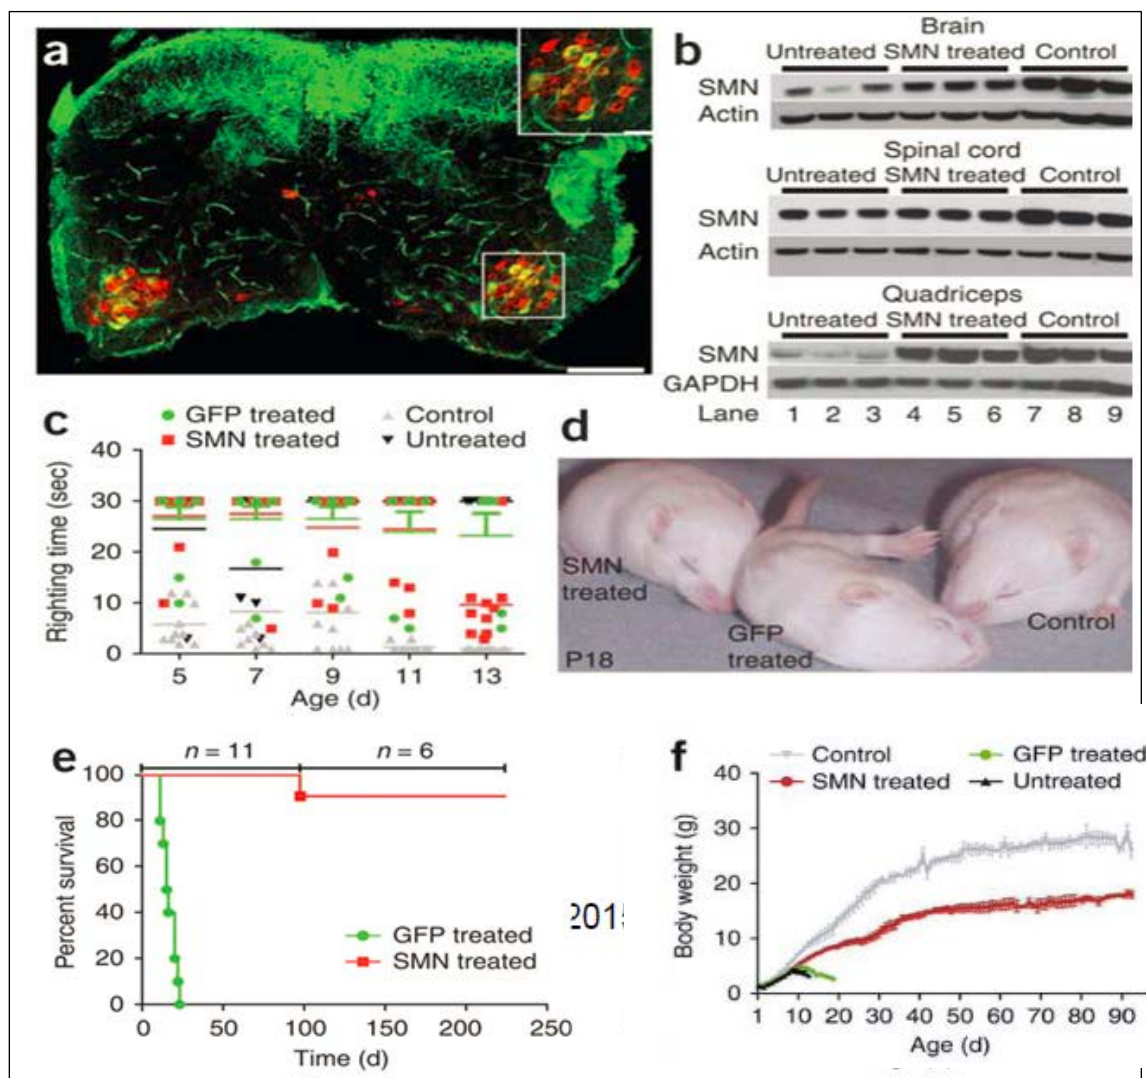 a
b
Brain
Untreated SMN treated Control
SMN
Actin
Spinal cord
Untreated SMN treated Control
SMN
Actin
Quadriceps
Untreated SMN treated Control
SMN
GAPDH
Lane 1 2 3 4 5 6 7 8 9
c
GFP treated Control
SMN treated Untreated
Righting time (sec)
40
30
20
10
0
5 7 9 11 13
Age (d)
d
SMN treated
GFP treated
Control
P18
e
n = 11 n = 6
Percent survival
100
80
60
40
20
0
GFP treated
SMN treated
0 50 100 150 200 250
Time (d)
2015
f
Control GFP treated
SMN treated Untreated
Body weight (g)
40
30
20
10
0
1 10 20 30 40 50 60 70 80 90
Age (d)